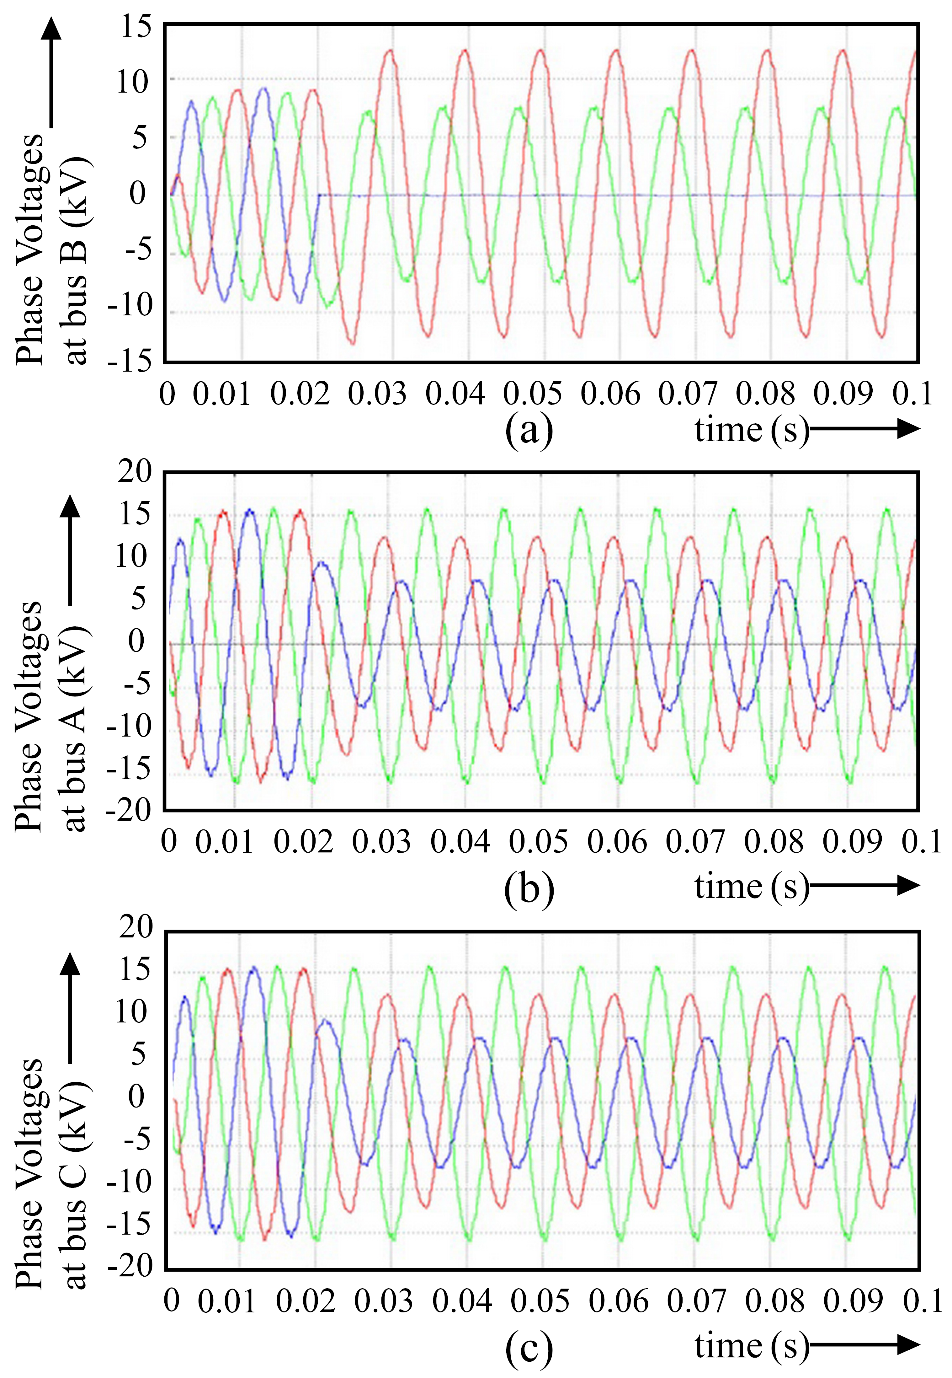 Phase Voltages
at bus B (kV)
15
10
5
0
-5
-10
-15
0 0.01 0.02 0.03 0.04 0.05 0.06 0.07 0.08 0.09 0.1
(a)
time (s)
Phase Voltages
at bus A (kV)
20
15
10
5
0
-5
-10
-15
-20
0 0.01 0.02 0.03 0.04 0.05 0.06 0.07 0.08 0.09 0.1
(b)
time (s)
Phase Voltages
at bus C (kV)
20
15
10
5
0
-5
-10
-15
-20
0 0.01 0.02 0.03 0.04 0.05 0.06 0.07 0.08 0.09 0.1
(c)
time (s)